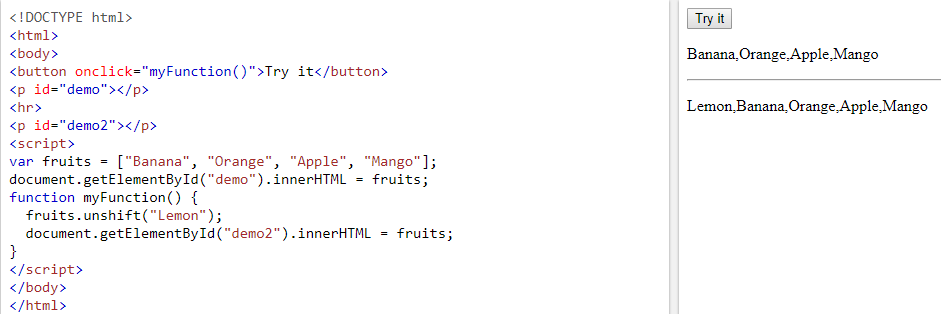 <!DOCTYPE html>
<html>
<body>
<button onclick="myFunction()">Try it</button>
<p id="demo"></p>
<hr>
<p id="demo2"></p>
<script>
var fruits = ["Banana", "Orange", "Apple", "Mango"];
document.getElementById("demo").innerHTML = fruits;
function myFunction() {
  fruits.unshift("Lemon");
  document.getElementById("demo2").innerHTML = fruits;
}
</script>
</body>
</html>
Try it
Banana,Orange,Apple,Mango
Lemon,Banana,Orange,Apple,Mango